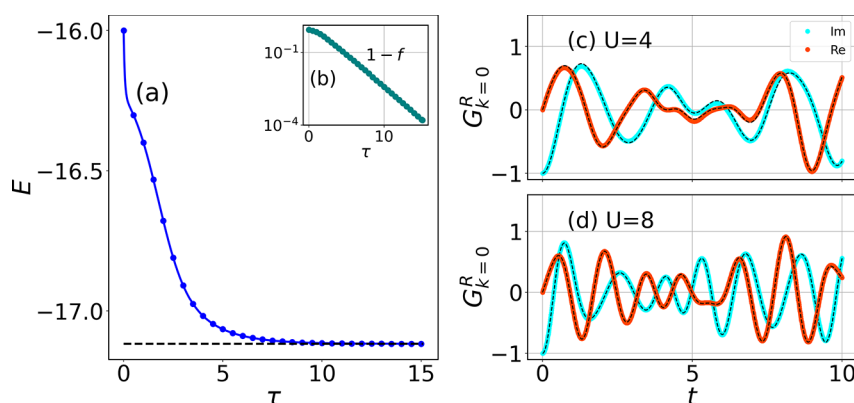 E
−16.0
−16.5
−17.0
(a)
0
5
10
15
τ
10⁻¹
10⁻⁴
(b)
1 − f
0
10
τ
(c) U=4
Im
Re
G^R_{k=0}
1
0
−1
(d) U=8
G^R_{k=0}
1
0
−1
0
5
10
t